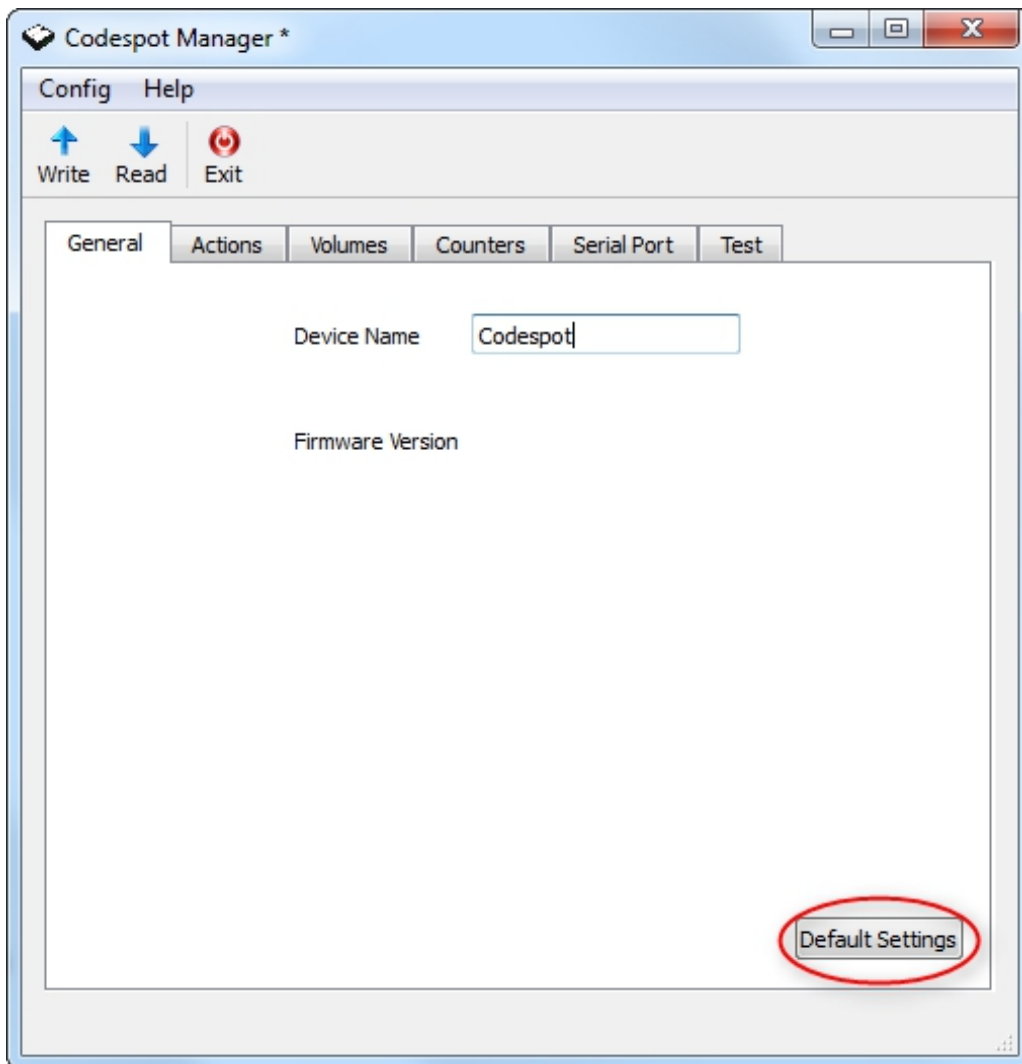 Codespot Manager *
Config Help
Write Read Exit
General Actions Volumes Counters Serial Port Test
Device Name Codespot
Firmware Version
Default Settings